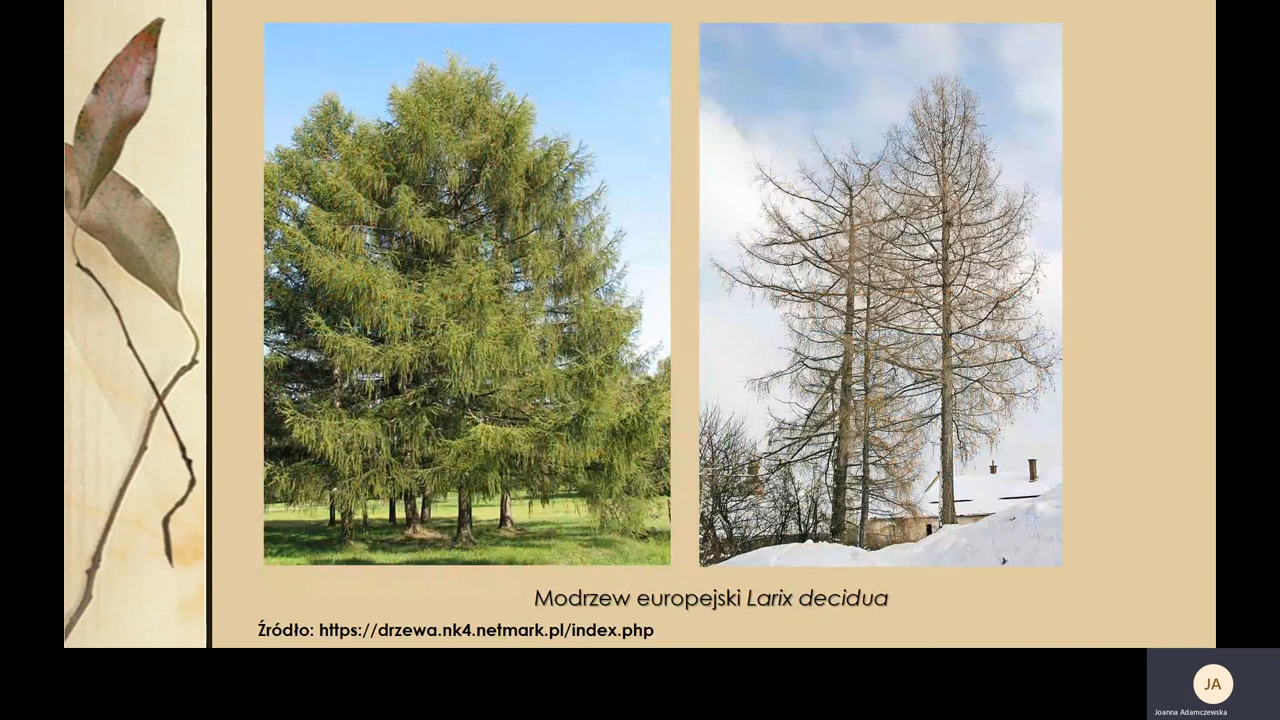 Modrzew europejski Larix decidua
Źródło: https://drzewa.nk4.netmark.pl/index.php
JA
Joanna Adamczewska